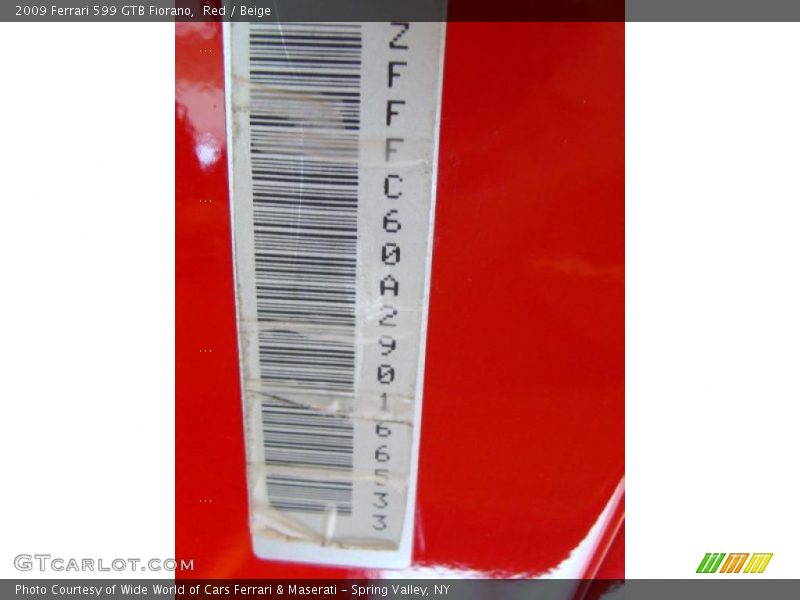 2009 Ferrari 599 GTB Fiorano,  Red / Beige
ZFFFC60A290166533
GTCARLOT.COM
Photo Courtesy of Wide World of Cars Ferrari & Maserati - Spring Valley, NY